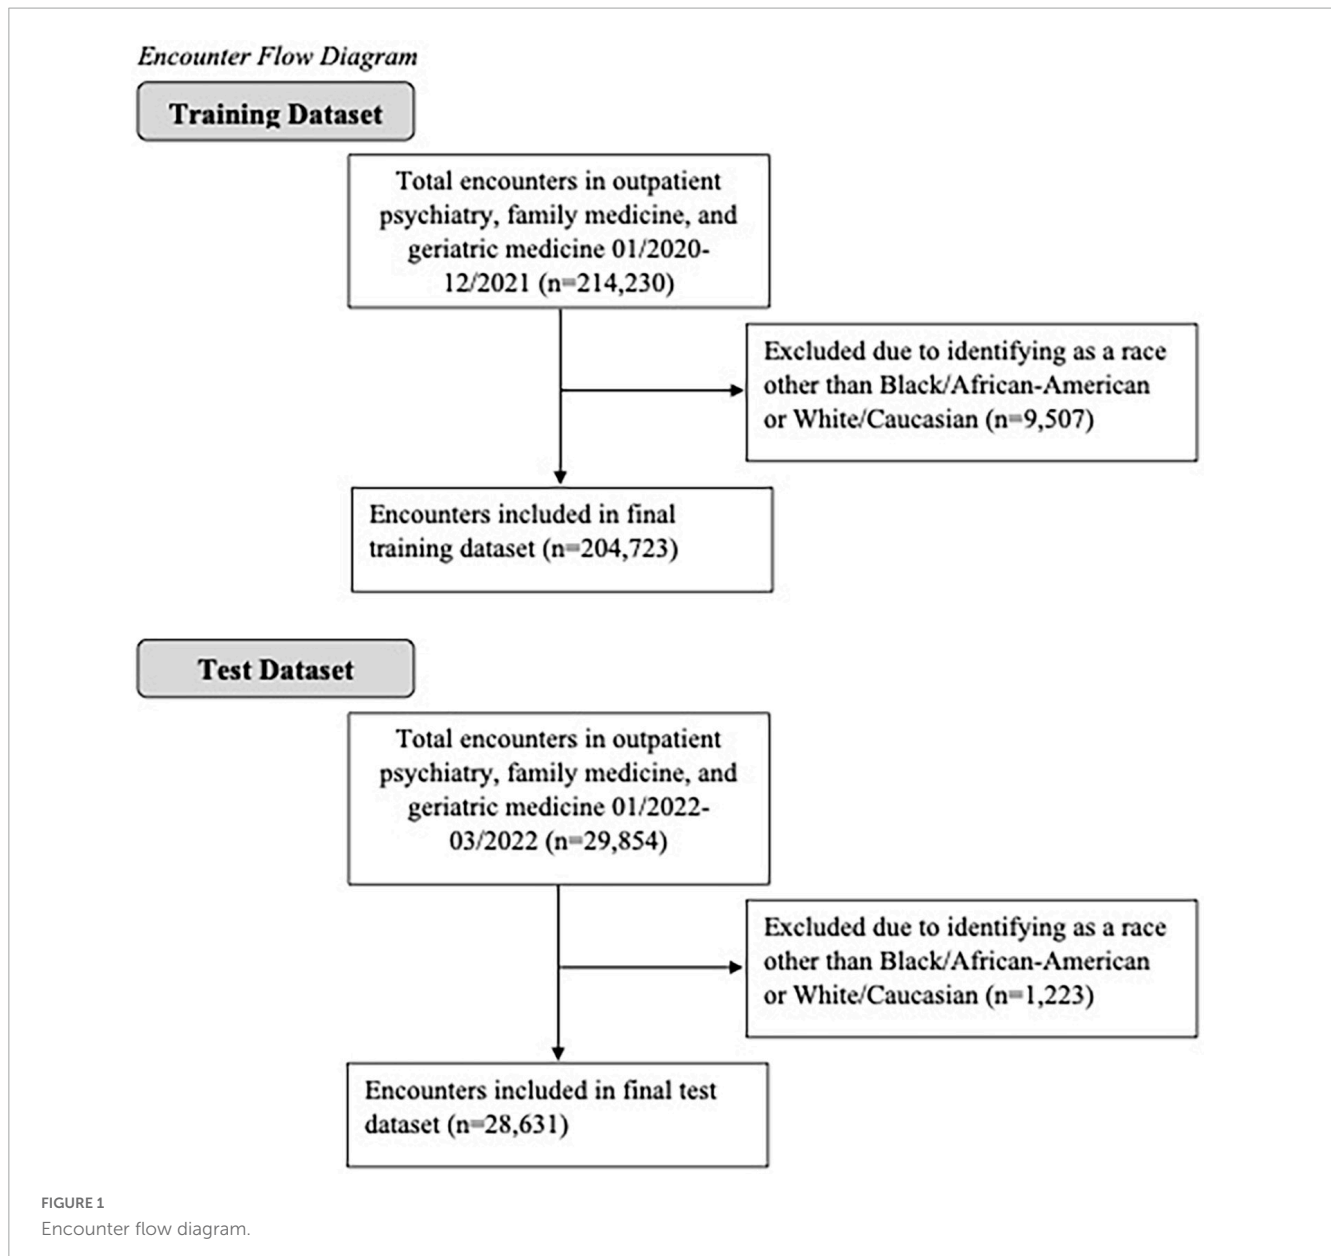 Encounter Flow Diagram
Training Dataset
Total encounters in outpatient
psychiatry, family medicine, and
geriatric medicine 01/2020-
12/2021 (n=214,230)
Excluded due to identifying as a race
other than Black/African-American
or White/Caucasian (n=9,507)
Encounters included in final
training dataset (n=204,723)
Test Dataset
Total encounters in outpatient
psychiatry, family medicine, and
geriatric medicine 01/2022-
03/2022 (n=29,854)
Excluded due to identifying as a race
other than Black/African-American
or White/Caucasian (n=1,223)
Encounters included in final test
dataset (n=28,631)
FIGURE 1
Encounter flow diagram.